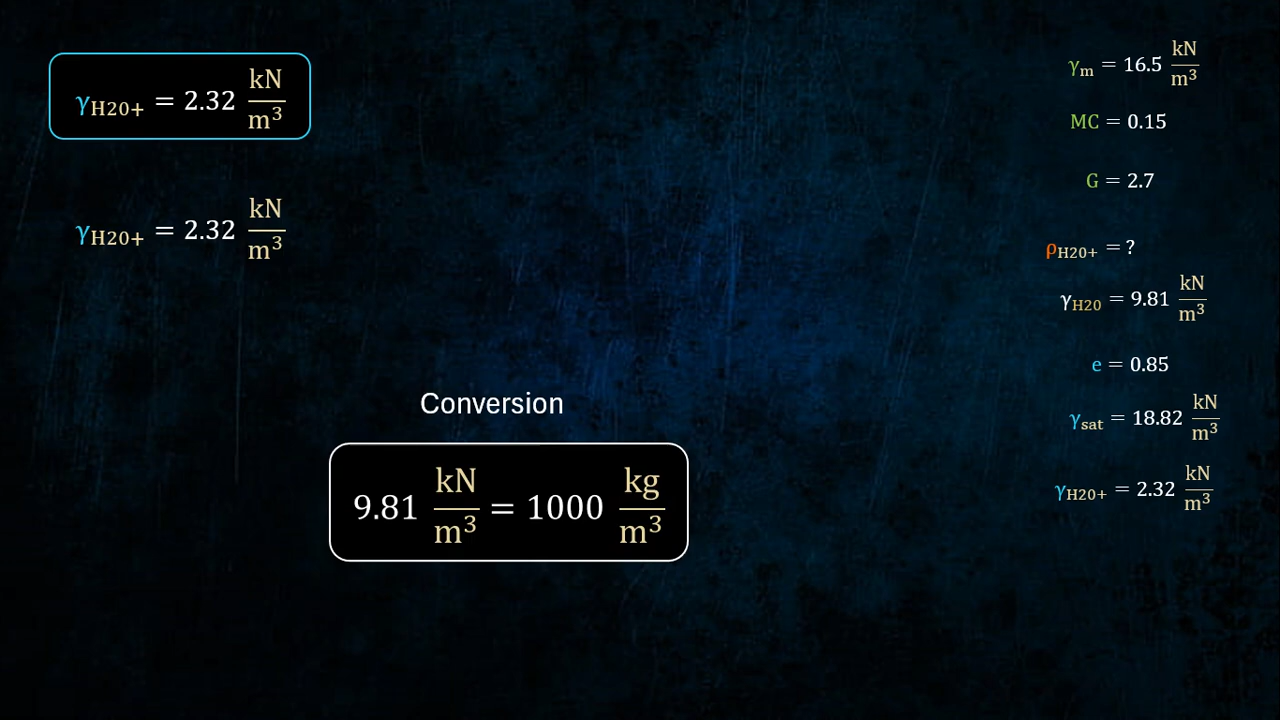 γH20+ = 2.32 kN/m³
γH20+ = 2.32 kN/m³
Conversion
9.81 kN/m³ = 1000 kg/m³
γm = 16.5 kN/m³
MC = 0.15
G = 2.7
ρH20+ = ?
γH20 = 9.81 kN/m³
e = 0.85
γsat = 18.82 kN/m³
γH20+ = 2.32 kN/m³